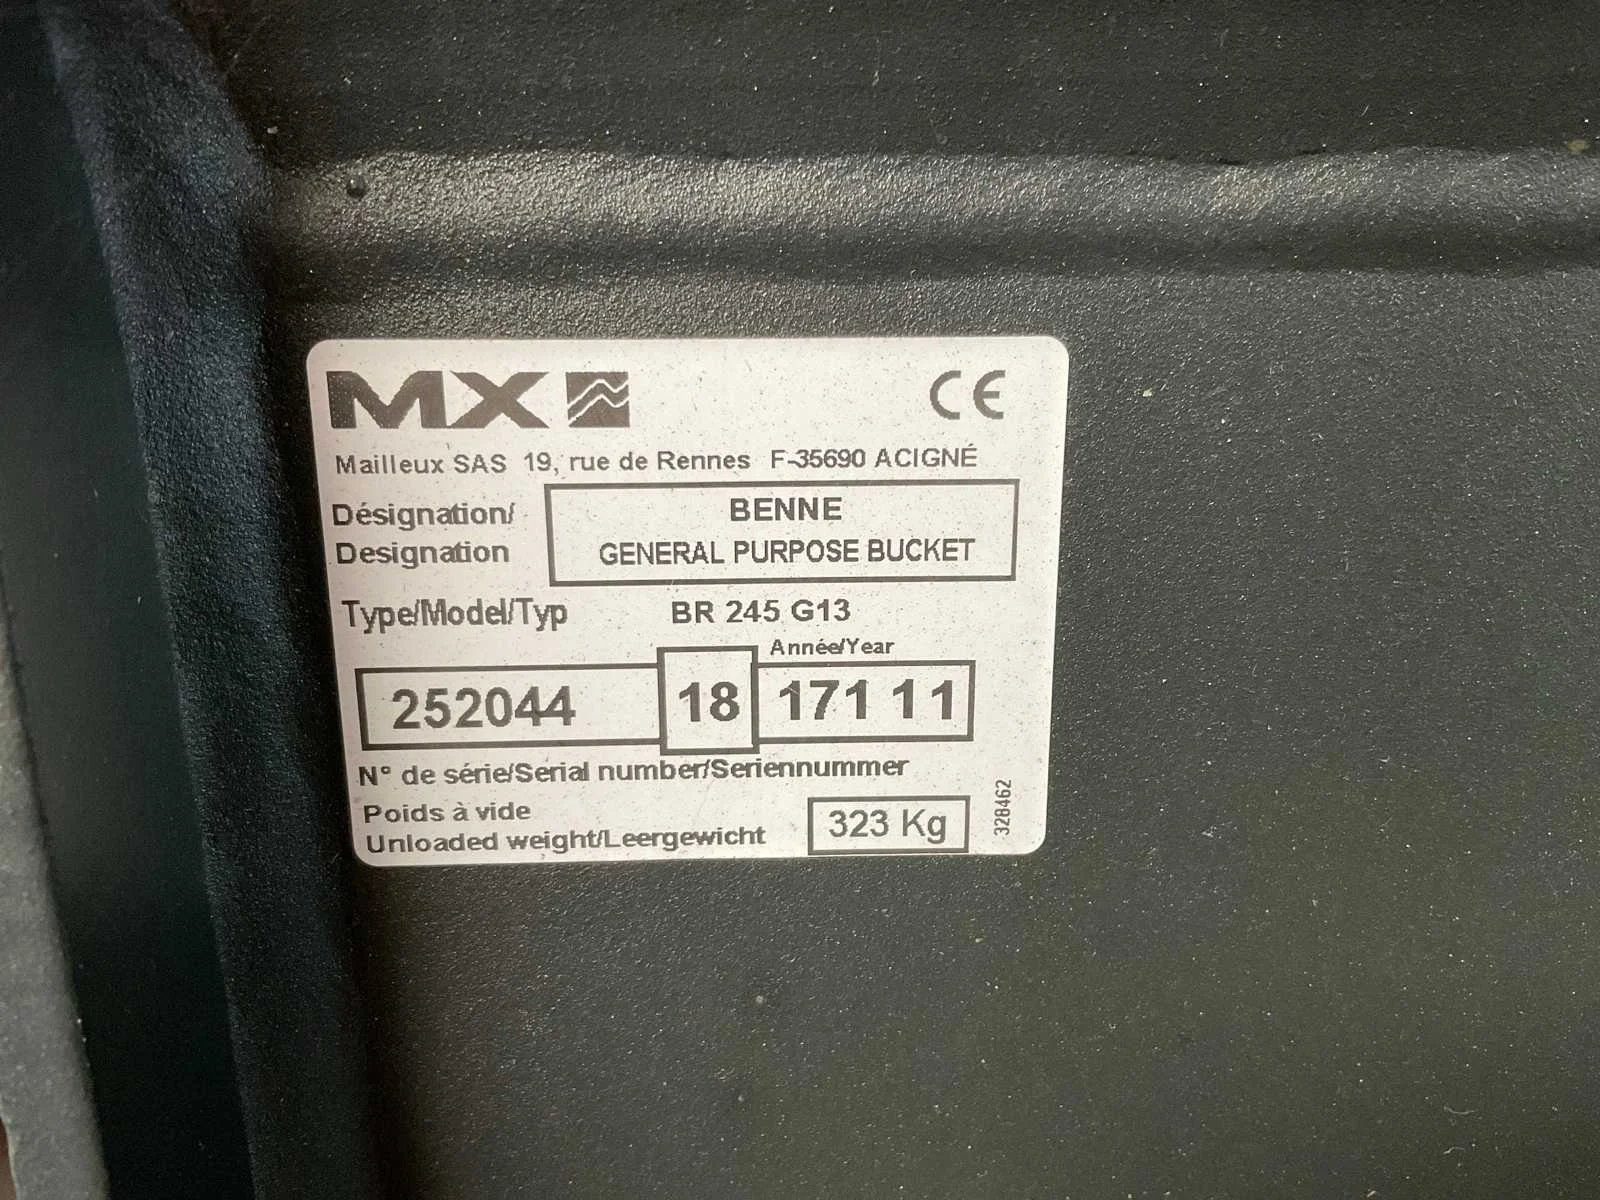 MX CE
Mailleux SAS 19, rue de Rennes F-35690 ACIGNÉ
Désignation/ BENNE
Designation GENERAL PURPOSE BUCKET
Type/Model/Typ BR 245 G13
Année/Year
252044 18 171 1 1
N° de série/Serial number/Seriennummer
Poids à vide
Unloaded weight/Leergewicht 323 Kg
328462